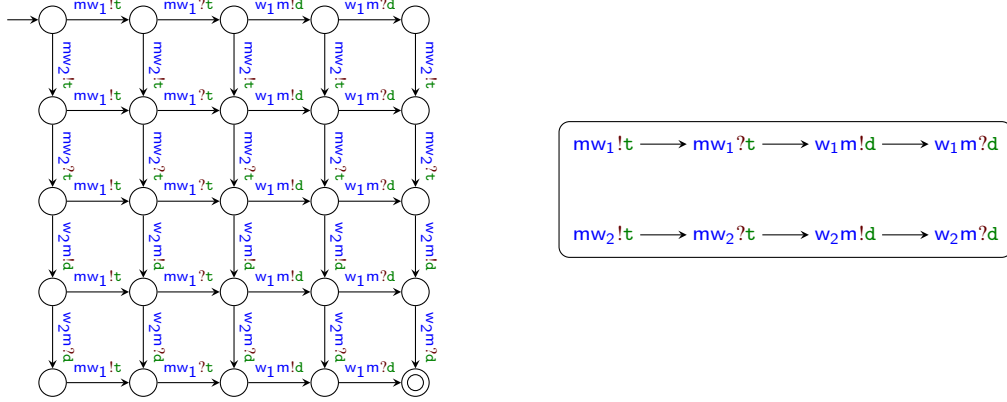 mw₁!t mw₁?t w₁m!d w₁m?d
mw₂!t mw₂!t mw₂!t mw₂!t mw₂!t
mw₁!t mw₁?t w₁m!d w₁m?d
mw₂?t mw₂?t mw₂?t mw₂?t mw₂?t
mw₁!t mw₁?t w₁m!d w₁m?d
w₂m!d w₂m!d w₂m!d w₂m!d w₂m!d
mw₁!t mw₁?t w₁m!d w₁m?d
w₂m?d w₂m?d w₂m?d w₂m?d w₂m?d
mw₁!t mw₁?t w₁m!d w₁m?d
mw₁!t mw₁?t w₁m!d w₁m?d
mw₂!t mw₂?t w₂m!d w₂m?d